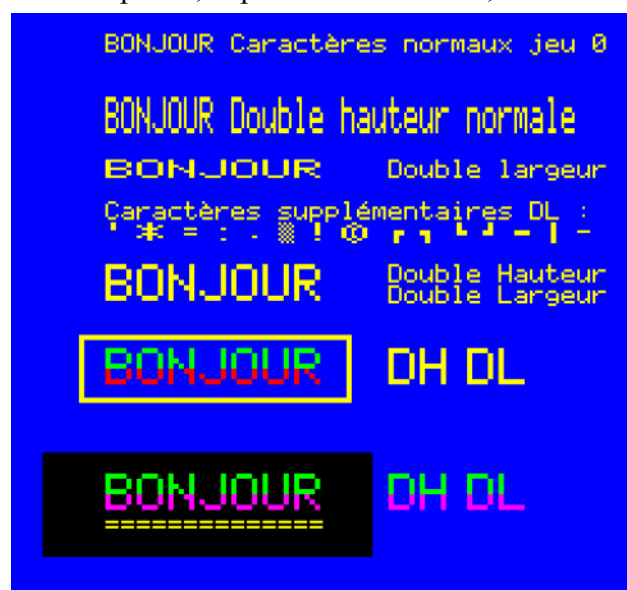 BONJOUR Caractères normaux jeu 0
BONJOUR Double hauteur normale
BONJOUR Double largeur
Caractères supplémentaires DL :
' * = : . ▒ ! © ┏ ┓ ┗ ┛ - | -
BONJOUR Double Hauteur
Double Largeur
BONJOUR DH DL
BONJOUR DH DL
==============